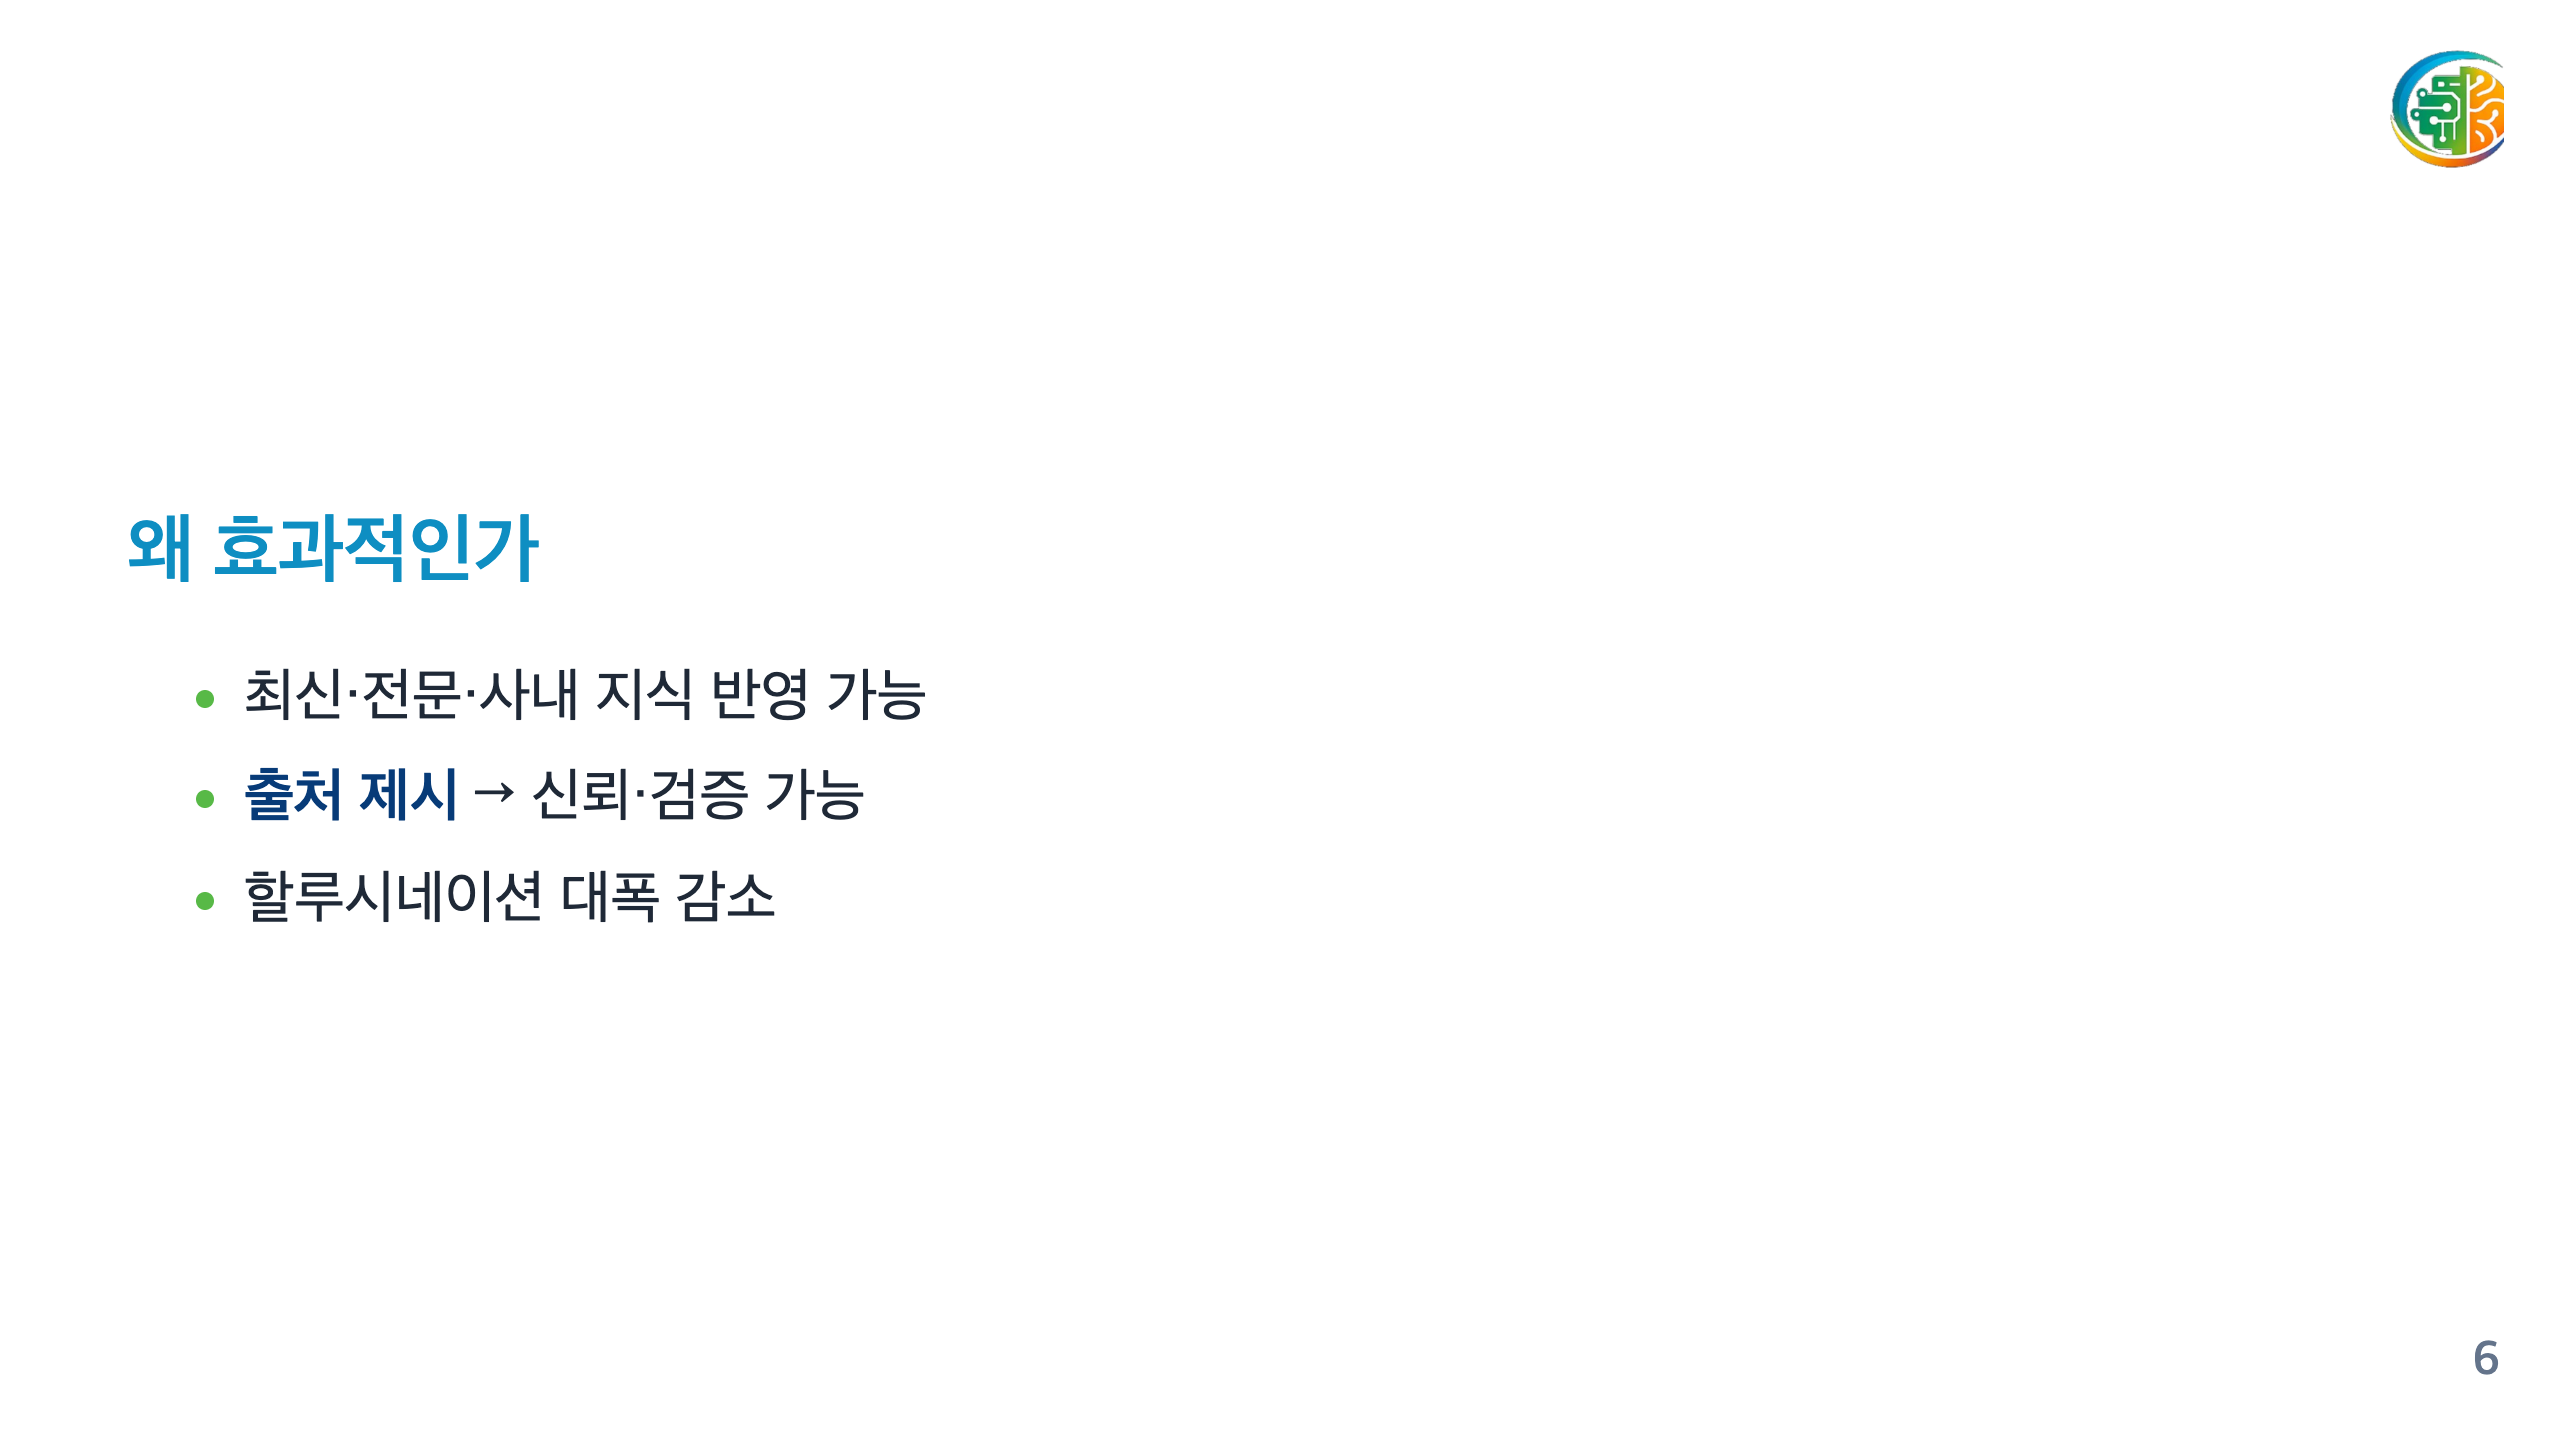 왜 효과적인가
• 최신·전문·사내 지식 반영 가능
• 출처 제시 → 신뢰·검증 가능
• 할루시네이션 대폭 감소
6